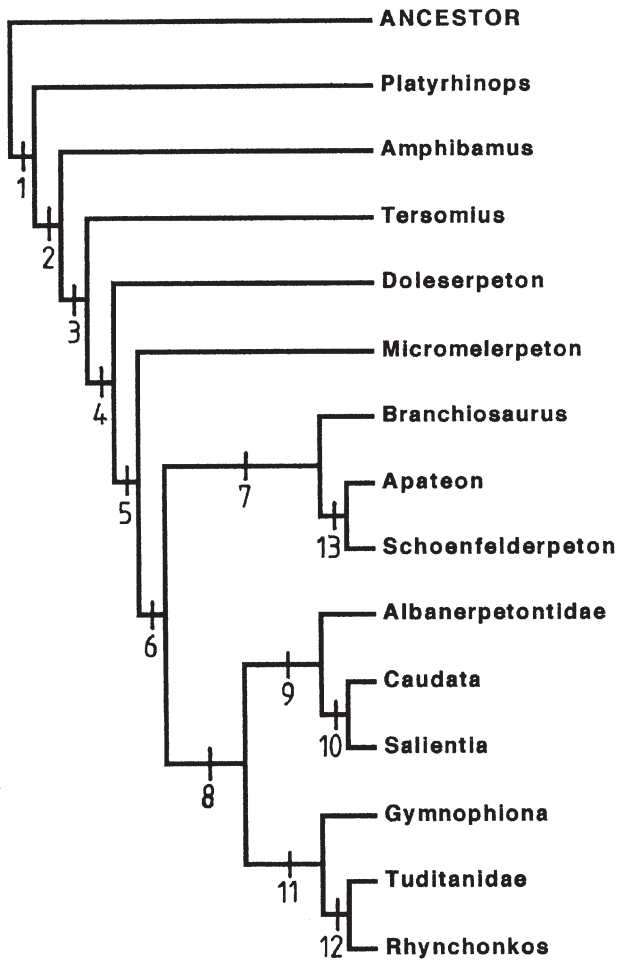 ANCESTOR
Platyrhinops
Amphibamus
1
Tersomius
2
Doleserpeton
3
Micromelerpeton
4
Branchiosaurus
Apateon
7
5
13
Schoenfelderpeton
Albanerpetontidae
6
Caudata
9
10
Salientia
8
Gymnophiona
Tuditanidae
11
12
Rhynchonkos